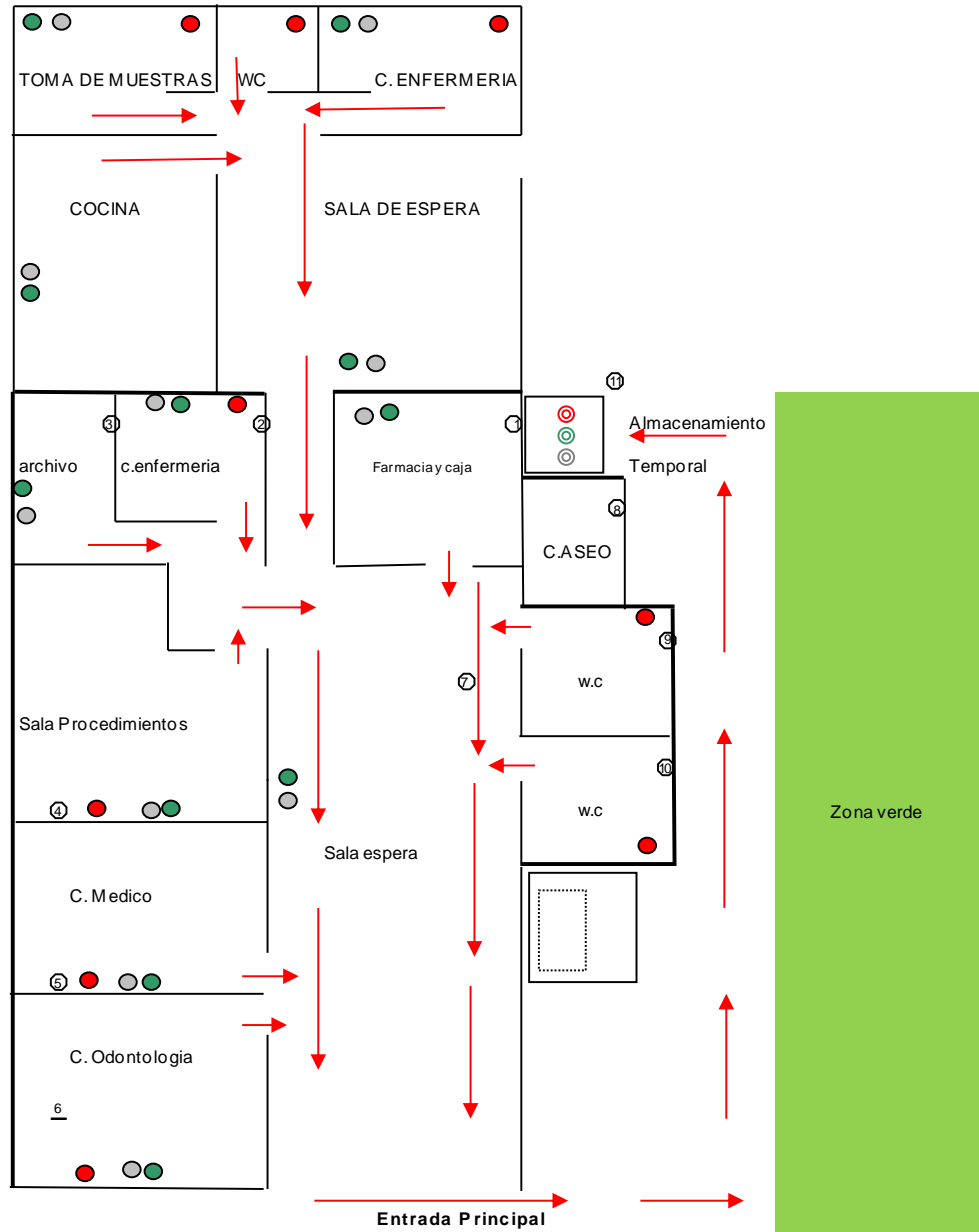 TOMA DE MUESTRAS
WC
C. ENFERMERIA
COCINA
SALA DE ESPERA
11
3
2
1
Almacenamiento
archivo
c.enfermeria
Farmacia y caja
Temporal
8
C.ASEO
9
7
w.c
Sala Procedimientos
10
4
w.c
Zona verde
Sala espera
C. Medico
5
C. Odontologia
6
Entrada Principal